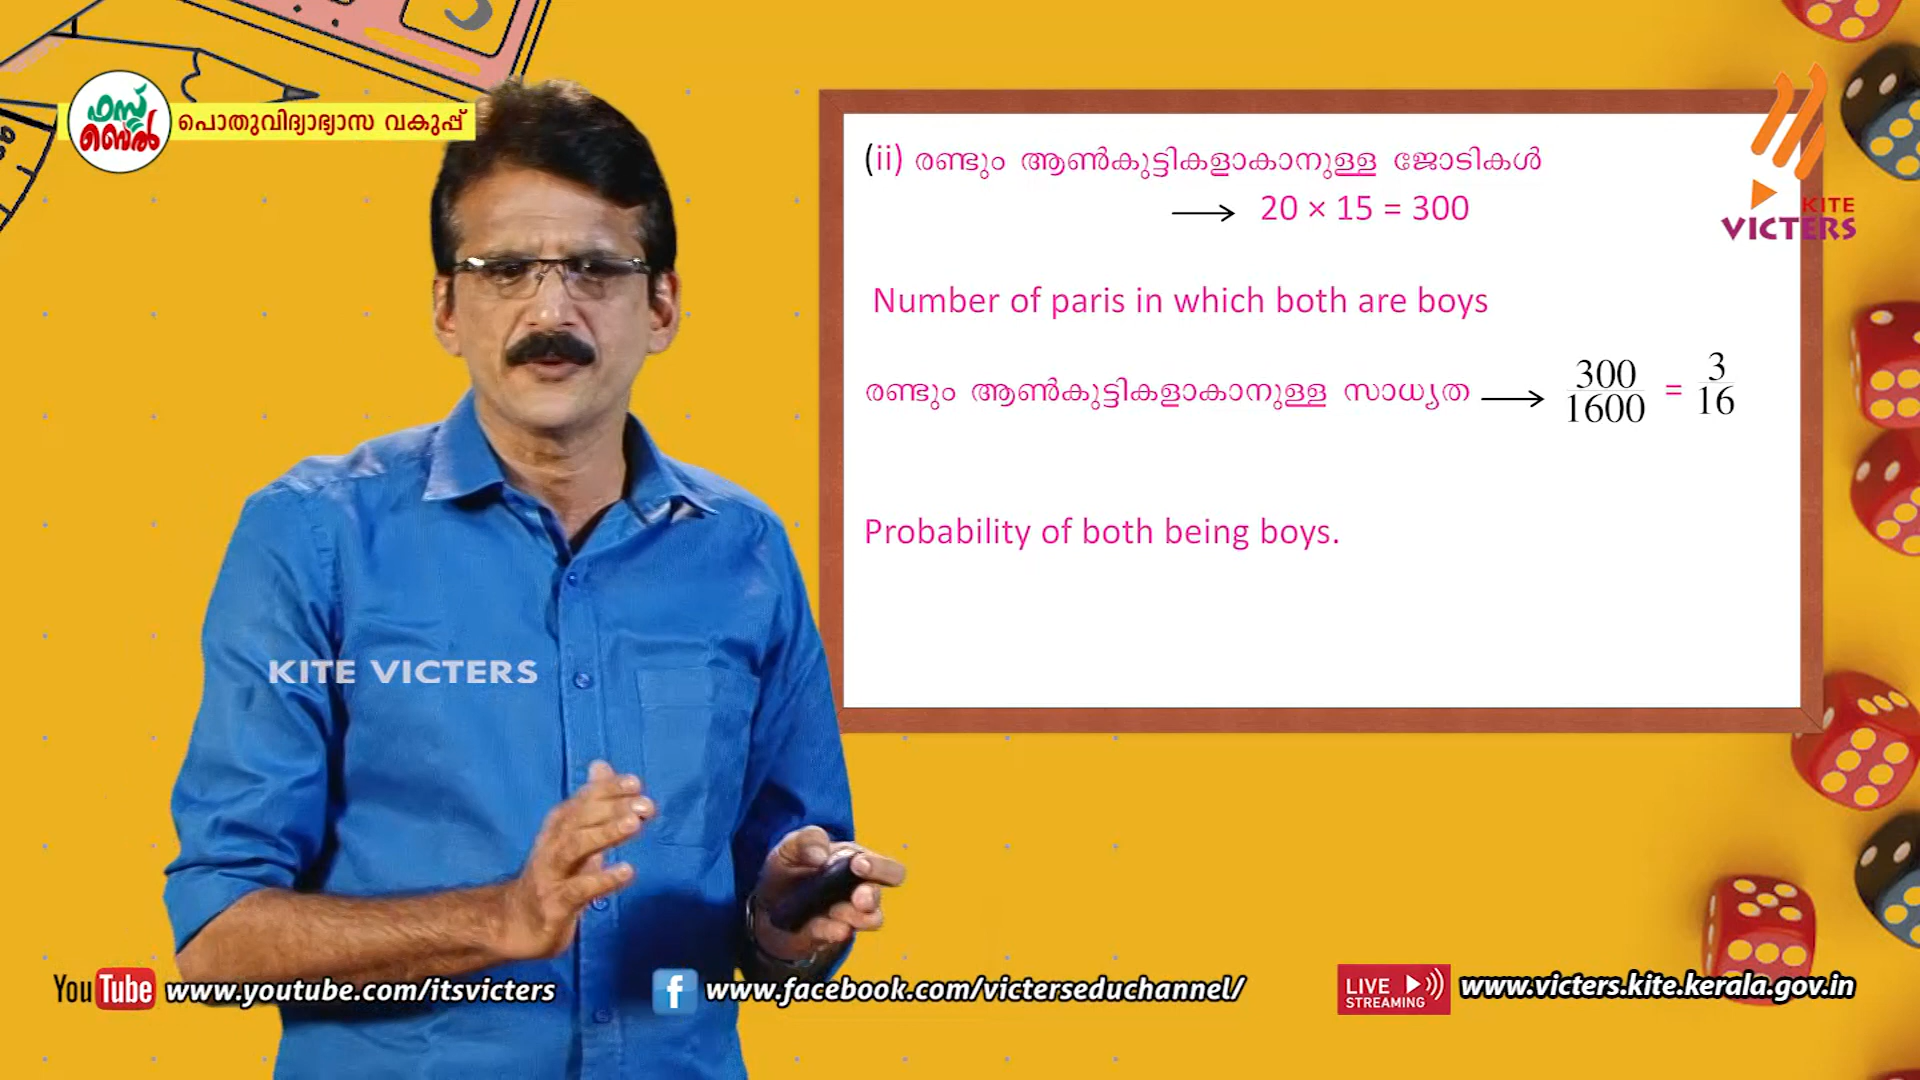 ഫസ്റ്റ്
ബെൽ
പൊതുവിദ്യാഭ്യാസ വകുപ്പ്
(ii) രണ്ടും ആൺകുട്ടികളാകാനുള്ള ജോടികൾ
→ 20 × 15 = 300
Number of paris in which both are boys
രണ്ടും ആൺകുട്ടികളാകാനുള്ള സാധ്യത → 300/1600 = 3/16
Probability of both being boys.
KITE
VICTERS
KITE VICTERS
YouTube www.youtube.com/itsvicters
f www.facebook.com/victerseduchannel/
LIVE STREAMING www.victers.kite.kerala.gov.in